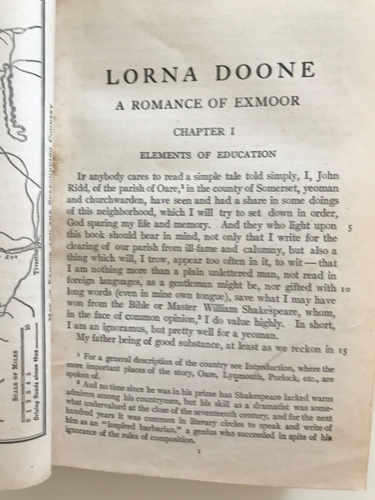 LORNA DOONE
A ROMANCE OF EXMOOR
CHAPTER I
ELEMENTS OF EDUCATION
IF anybody cares to read a simple tale told simply, I, John
Ridd, of the parish of Oare,¹ in the county of Somerset, yeoman
and churchwarden, have seen and had a share in some doings
of this neighborhood, which I will try to set down in order,
God sparing my life and memory. And they who light upon 5
this book should bear in mind, not only that I write for the
clearing of our parish from ill-fame and calumny, but also a
thing which will, I trow, appear too often in it, to wit — that
I am nothing more than a plain unlettered man, not read in
foreign languages, as a gentleman might be, nor gifted with 10
long words (even in mine own tongue), save what I may have
won from the Bible or Master William Shakespeare, whom,
in the face of common opinion,² I do value highly. In short,
I am an ignoramus, but pretty well for a yeoman.
My father being of good substance, at least as we reckon in 15
¹ For a general description of the country see Introduction, where the
more important places of the story, Oare, Lynmouth, Porlock, etc., are
spoken of.
² And no time since he was in his prime has Shakespeare lacked warm
admirers among his countrymen, but his skill as a dramatist was some-
what undervalued at the close of the seventeenth century, and for the next
hundred years it was common in literary circles to speak and write of
him as an "inspired barbarian," a genius who succeeded in spite of his
ignorance of the rules of composition.
1
Tiverton
SCALE OF MILES
0 1 2 3 4 5 10